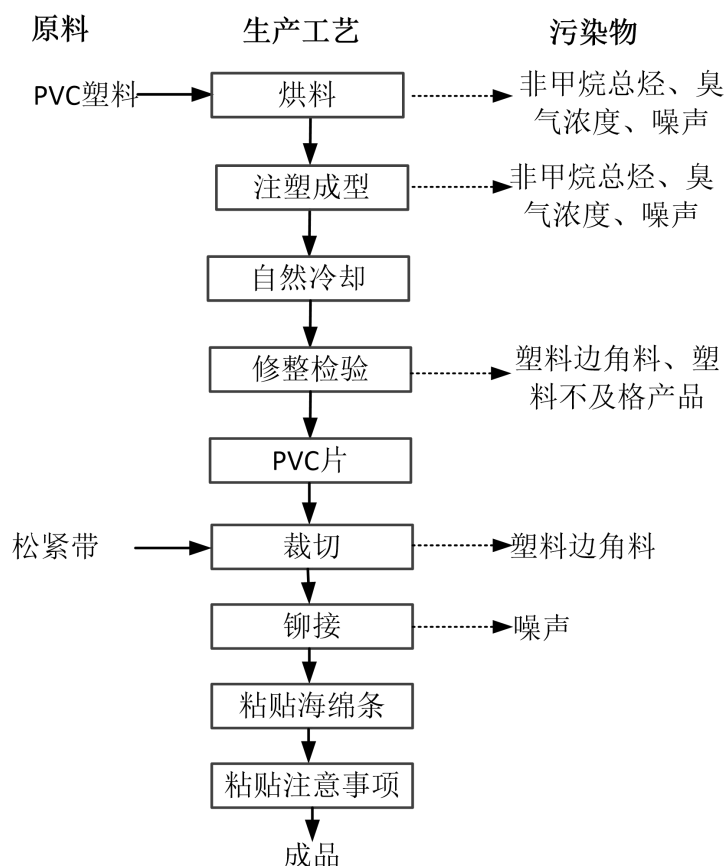 原料 生产工艺 污染物
PVC塑料 烘料 非甲烷总烃、臭
气浓度、噪声
注塑成型 非甲烷总烃、臭
气浓度、噪声
自然冷却
修整检验 塑料边角料、塑
料不及格产品
PVC片
松紧带 裁切 塑料边角料
铆接 噪声
粘贴海绵条
粘贴注意事项
成品